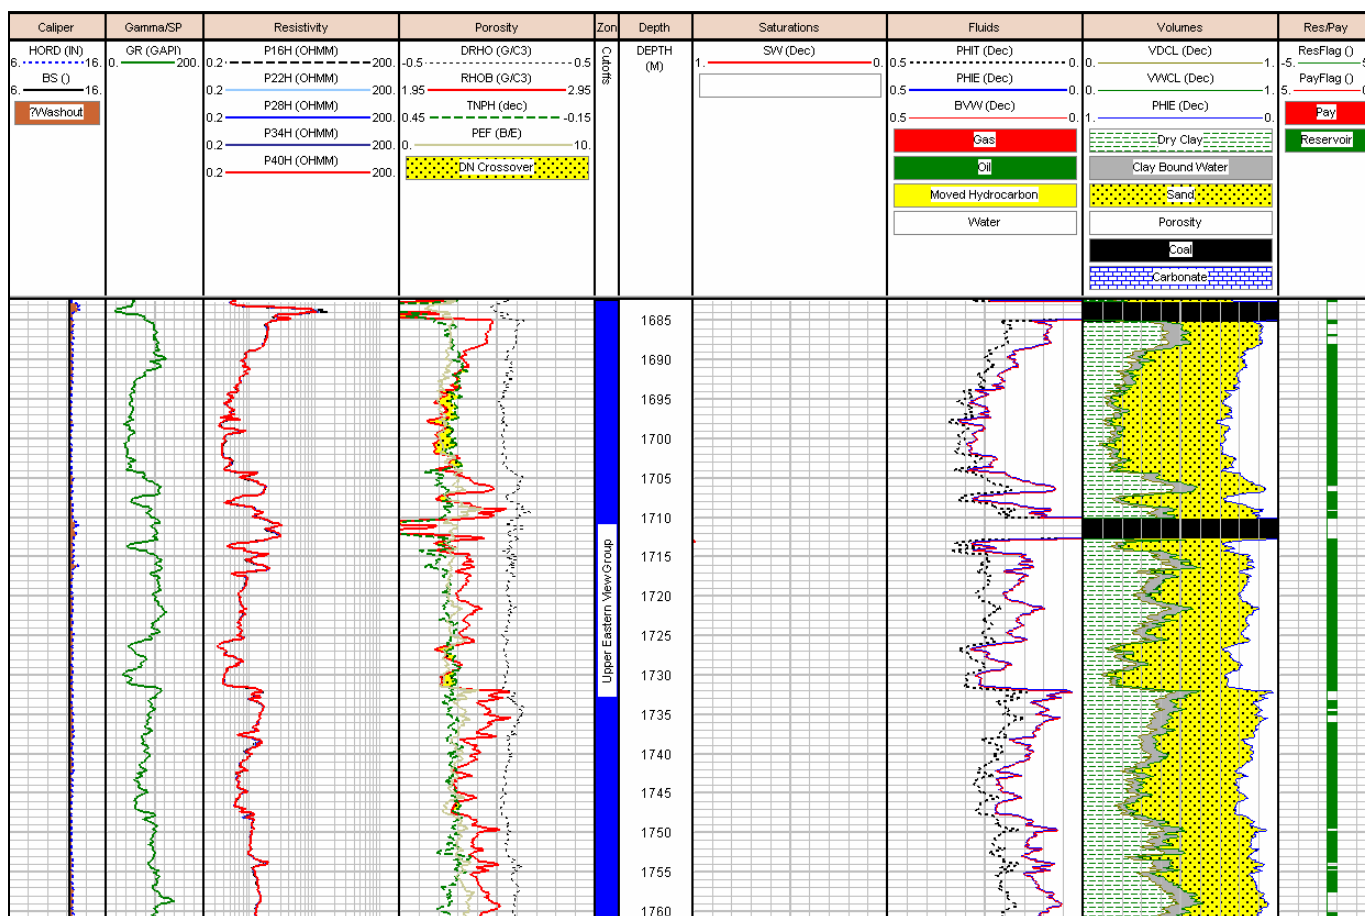 Caliper Gamma/SP Resistivity Porosity Zon Depth Saturations Fluids Volumes Res/Pay
HORD (IN)
6. 16.
BS ()
6. 16.
?Washout
GR (GAPI)
0. 200.
P16H (OHMM)
0.2 200.
P22H (OHMM)
0.2 200.
P28H (OHMM)
0.2 200.
P34H (OHMM)
0.2 200.
P40H (OHMM)
0.2 200.
DRHO (G/C3)
-0.5 0.5
RHOB (G/C3)
1.95 2.95
TNPH (dec)
0.45 -0.15
PEF (B/E)
0. 10.
DN Crossover
Cutoffs
DEPTH
(M)
SW (Dec)
1. 0.
PHIT (Dec)
0.5 0.
PHIE (Dec)
0.5 0.
BVW (Dec)
0.5 0.
Gas
Oil
Moved Hydrocarbon
Water
VDCL (Dec)
0. 1.
VWCL (Dec)
0. 1.
PHIE (Dec)
1. 0.
Dry Clay
Clay Bound Water
Sand
Porosity
Coal
Carbonate
ResFlag ()
-5. 5
PayFlag ()
5. 0
Pay
Reservoir
Upper Eastern View Group
1685
1690
1695
1700
1705
1710
1715
1720
1725
1730
1735
1740
1745
1750
1755
1760